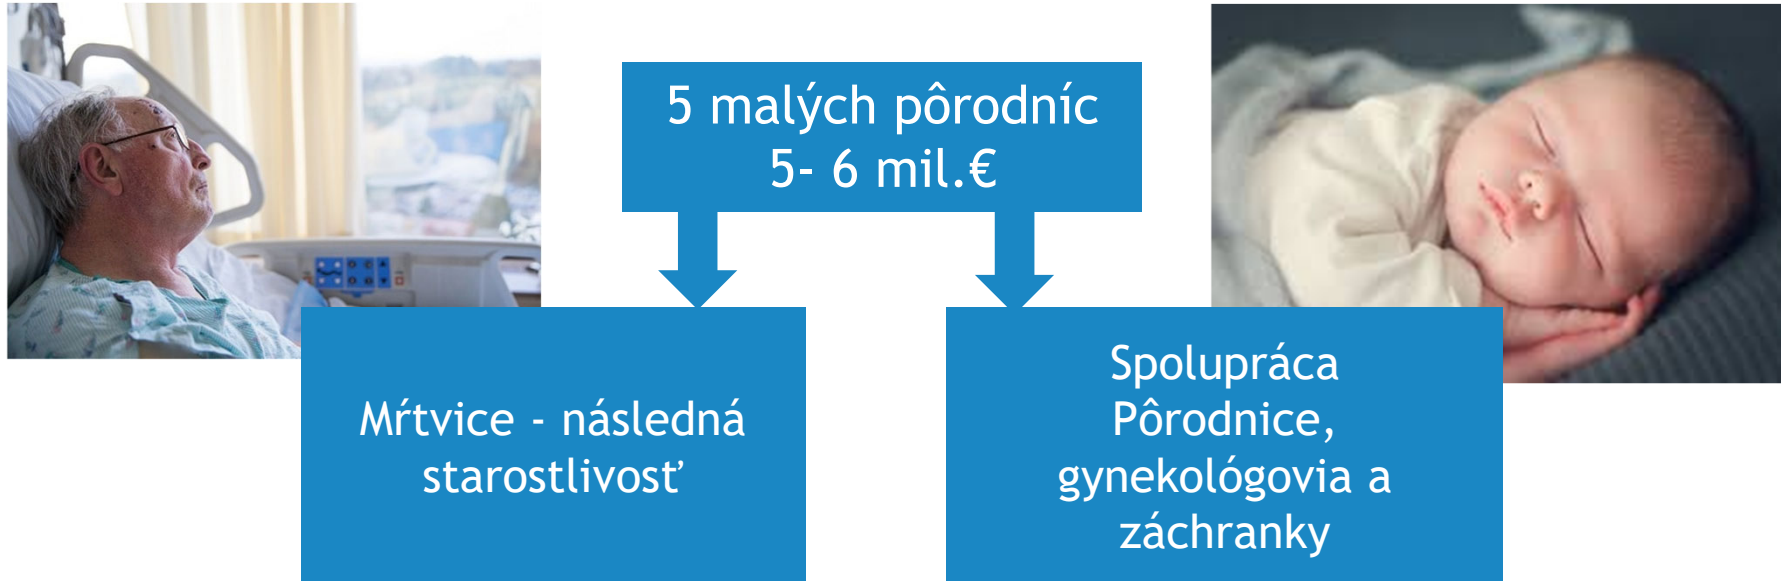 5 malých pôrodníc
5- 6 mil.€
Mŕtvice - následná
starostlivosť
Spolupráca
Pôrodnice,
gynekológovia a
záchranky